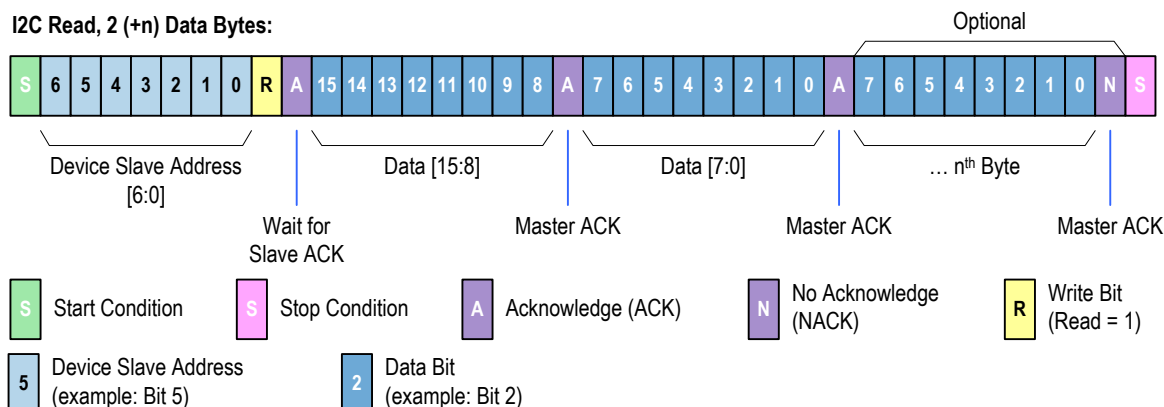 I2C Read, 2 (+n) Data Bytes:
Optional
S 6 5 4 3 2 1 0 R A 15 14 13 12 11 10 9 8 A 7 6 5 4 3 2 1 0 A 7 6 5 4 3 2 1 0 N S
Device Slave Address Data [15:8] Data [7:0] … nth Byte
[6:0]
Wait for Master ACK Master ACK Master ACK
Slave ACK
S Start Condition S Stop Condition A Acknowledge (ACK) N No Acknowledge R Write Bit
(NACK) (Read = 1)
5 Device Slave Address 2 Data Bit
(example: Bit 5) (example: Bit 2)